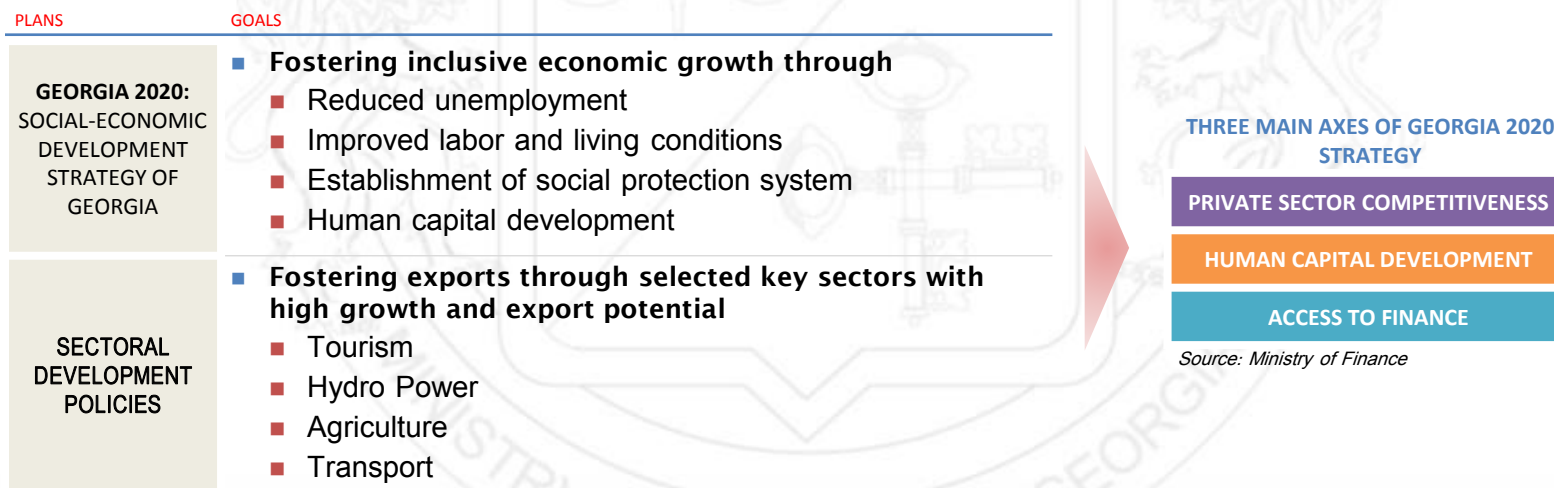 PLANS
GOALS
GEORGIA 2020:
SOCIAL-ECONOMIC
DEVELOPMENT
STRATEGY OF
GEORGIA
Fostering inclusive economic growth through
Reduced unemployment
Improved labor and living conditions
Establishment of social protection system
Human capital development
SECTORAL
DEVELOPMENT
POLICIES
Fostering exports through selected key sectors with
high growth and export potential
Tourism
Hydro Power
Agriculture
Transport
THREE MAIN AXES OF GEORGIA 2020
STRATEGY
PRIVATE SECTOR COMPETITIVENESS
HUMAN CAPITAL DEVELOPMENT
ACCESS TO FINANCE
Source: Ministry of Finance